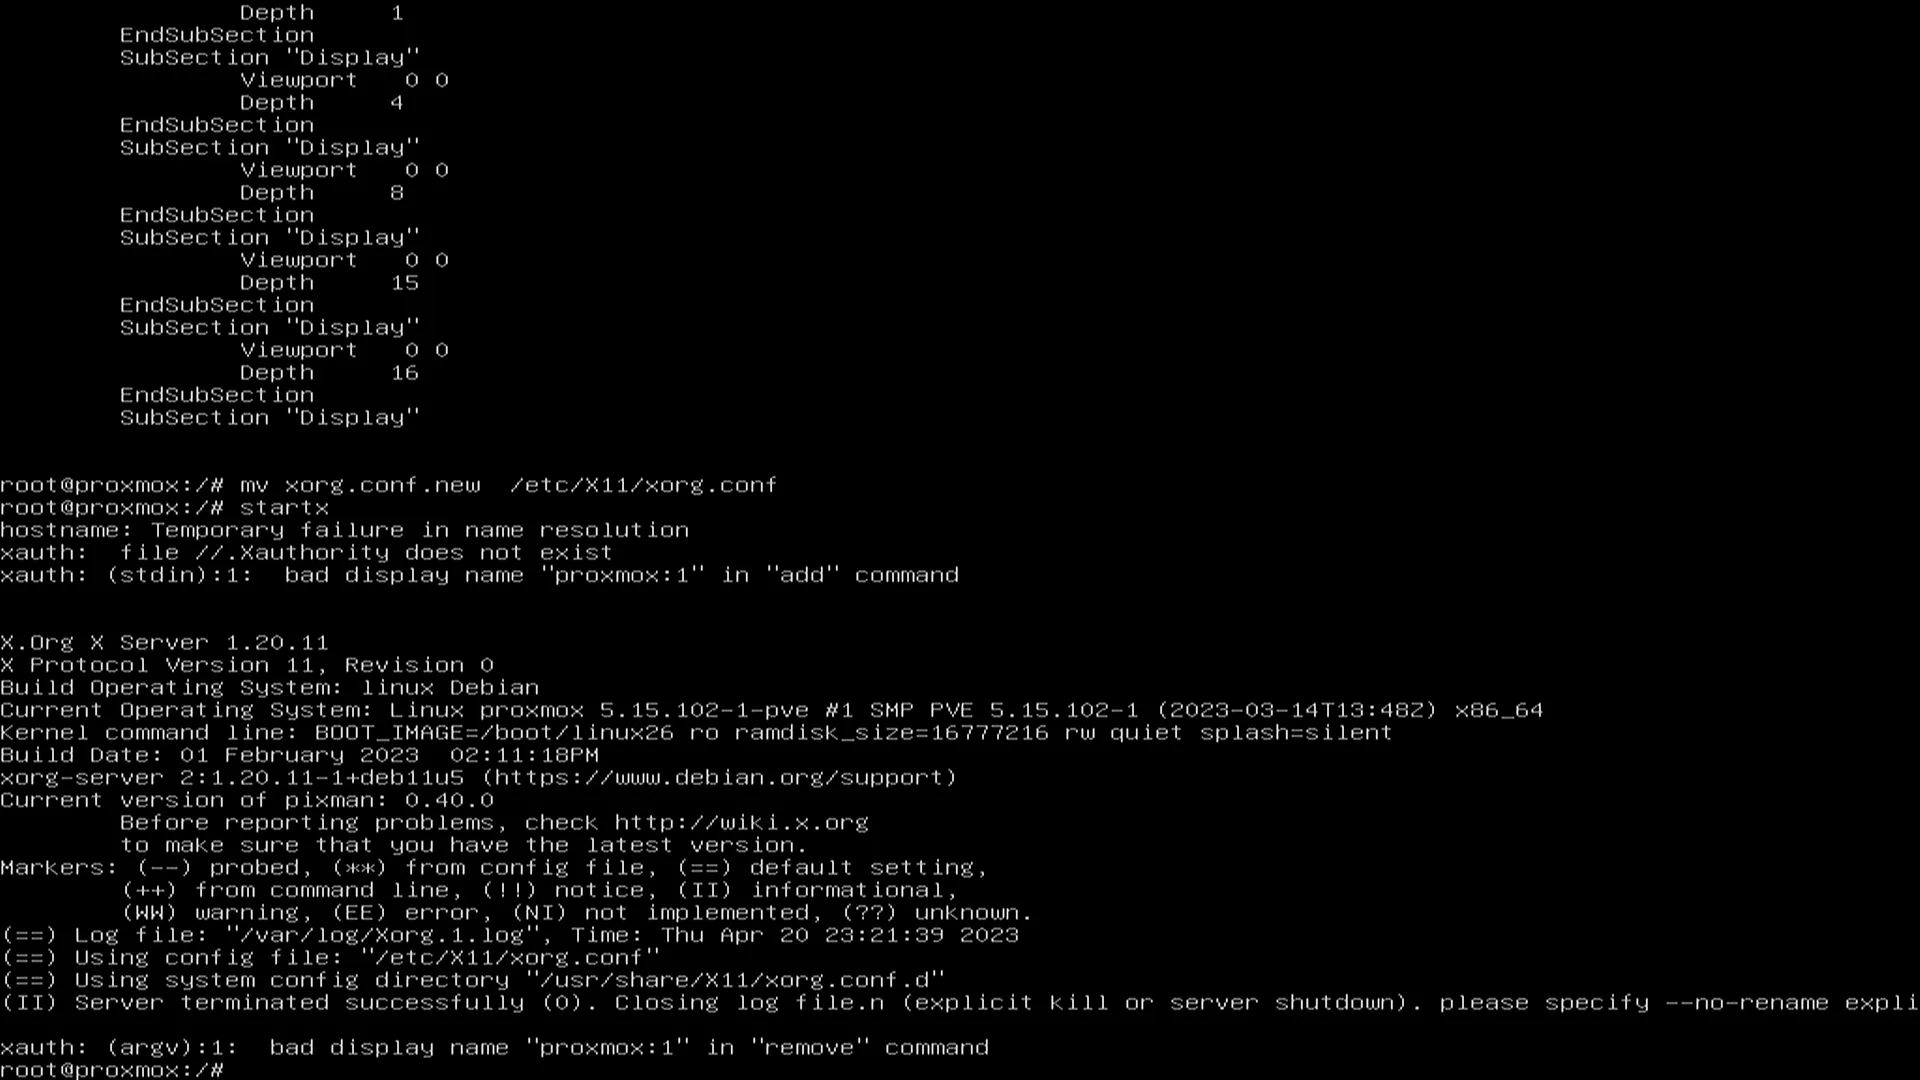 Depth 1
EndSubSection
SubSection "Display"
Viewport 0 0
Depth 4
EndSubSection
SubSection "Display"
Viewport 0 0
Depth 8
EndSubSection
SubSection "Display"
Viewport 0 0
Depth 15
EndSubSection
SubSection "Display"
Viewport 0 0
Depth 16
EndSubSection
SubSection "Display"
root@proxmox:/# mv xorg.conf.new  /etc/X11/xorg.conf
root@proxmox:/# startx
hostname: Temporary failure in name resolution
xauth:  file //.Xauthority does not exist
xauth: (stdin):1:  bad display name "proxmox:1" in "add" command
X.Org X Server 1.20.11
X Protocol Version 11, Revision 0
Build Operating System: linux Debian
Current Operating System: Linux proxmox 5.15.102-1-pve #1 SMP PVE 5.15.102-1 (2023-03-14T13:48Z) x86_64
Kernel command line: BOOT_IMAGE=/boot/linux26 ro ramdisk_size=16777216 rw quiet splash=silent
Build Date: 01 February 2023  02:11:18PM
xorg-server 2:1.20.11-1+deb11u5 (https://www.debian.org/support)
Current version of pixman: 0.40.0
Before reporting problems, check http://wiki.x.org
to make sure that you have the latest version.
Markers: (--) probed, (**) from config file, (==) default setting,
(++) from command line, (!!) notice, (II) informational,
(WW) warning, (EE) error, (NI) not implemented, (??) unknown.
(==) Log file: "/var/log/Xorg.1.log", Time: Thu Apr 20 23:21:39 2023
(==) Using config file: "/etc/X11/xorg.conf"
(==) Using system config directory "/usr/share/X11/xorg.conf.d"
(II) Server terminated successfully (0). Closing log file.n (explicit kill or server shutdown). please specify --no-rename expli
xauth: (argv):1:  bad display name "proxmox:1" in "remove" command
root@proxmox:/#